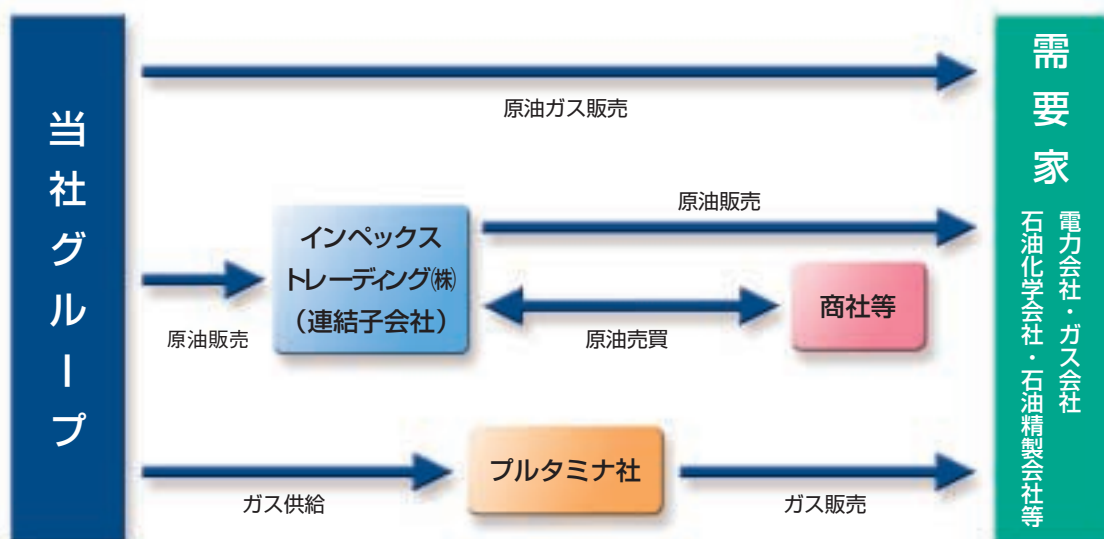 当社グループ
原油ガス販売
原油販売
インペックス
トレーディング㈱
（連結子会社）
原油販売
原油売買
商社等
ガス供給
プルタミナ社
ガス販売
需要家
電力会社・ガス会社
石油化学会社・石油精製会社等